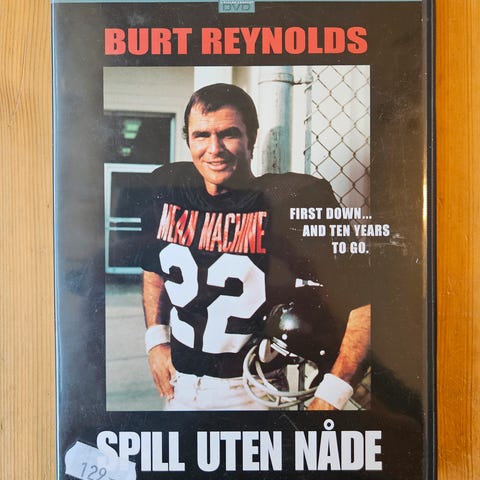 DVD
BURT REYNOLDS
MEAN MACHINE
22
FIRST DOWN...
AND TEN YEARS
TO GO.
SPILL UTEN NÅDE
129